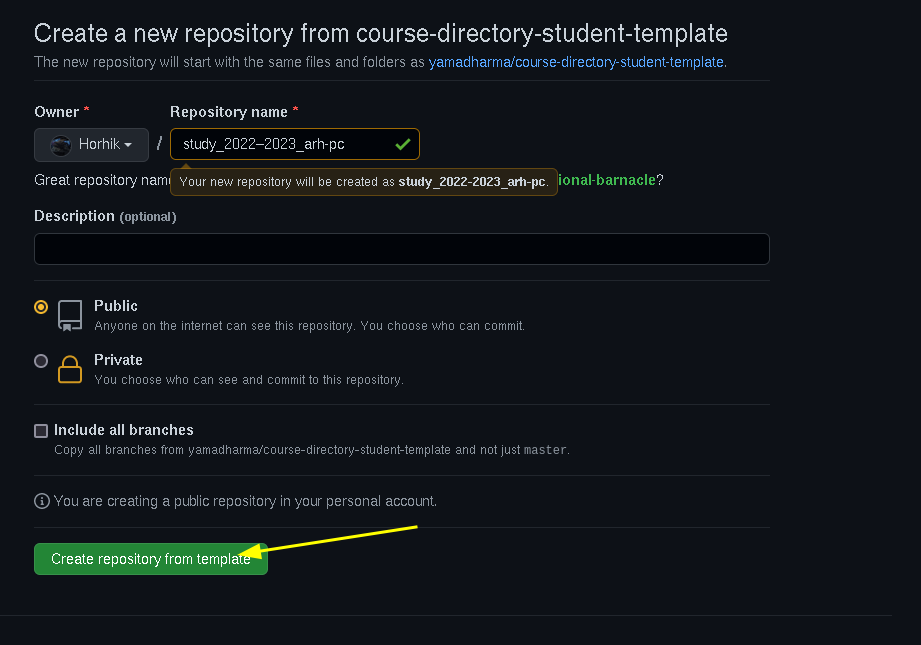 Create a new repository from course-directory-student-template
The new repository will start with the same files and folders as yamadharma/course-directory-student-template.
Owner * Repository name *
Horhik / study_2022–2023_arh-pc
Great repository nam
Your new repository will be created as study_2022-2023_arh-pc.
ional-barnacle?
Description (optional)
Public
Anyone on the internet can see this repository. You choose who can commit.
Private
You choose who can see and commit to this repository.
Include all branches
Copy all branches from yamadharma/course-directory-student-template and not just master.
You are creating a public repository in your personal account.
Create repository from template